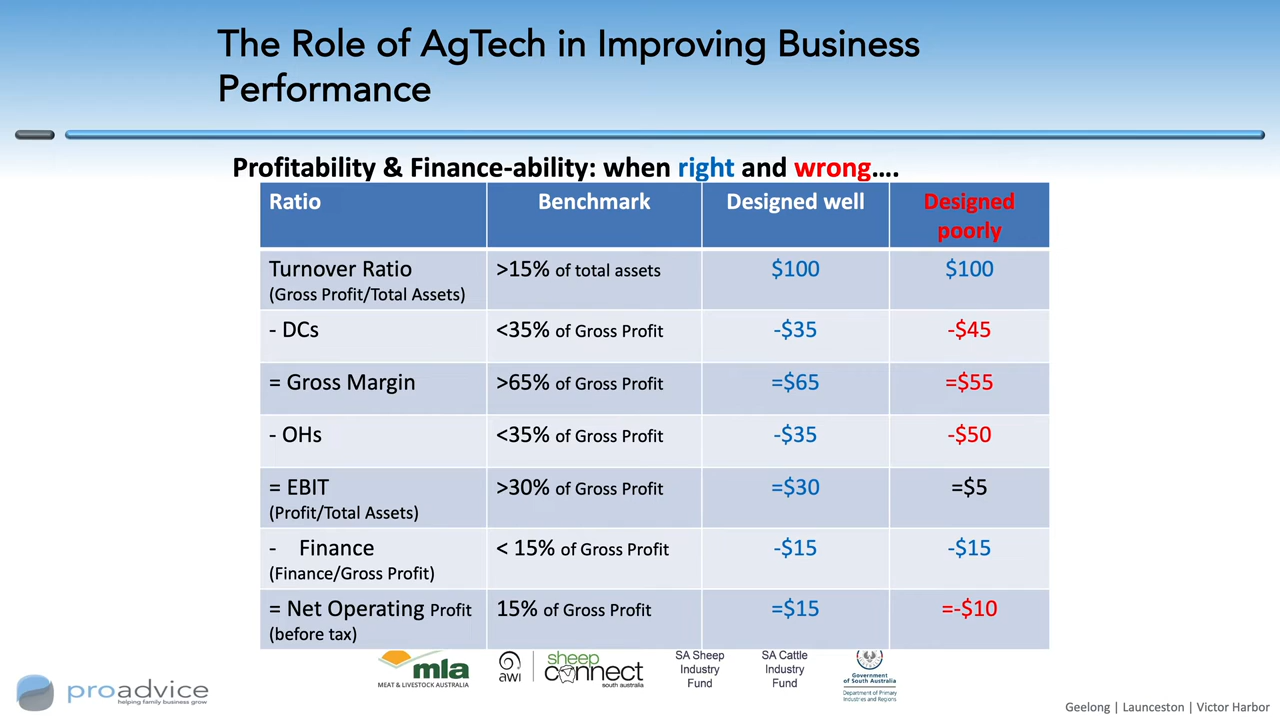 The Role of AgTech in Improving Business
Performance
Profitability & Finance-ability: when right and wrong….
Ratio Benchmark Designed well Designed
poorly
Turnover Ratio >15% of total assets $100 $100
(Gross Profit/Total Assets)
- DCs <35% of Gross Profit -$35 -$45
= Gross Margin >65% of Gross Profit =$65 =$55
- OHs <35% of Gross Profit -$35 -$50
= EBIT >30% of Gross Profit =$30 =$5
(Profit/Total Assets)
- Finance < 15% of Gross Profit -$15 -$15
(Finance/Gross Profit)
= Net Operating Profit 15% of Gross Profit =$15 =-$10
(before tax)
mla
MEAT & LIVESTOCK AUSTRALIA
awi
sheep
connect
south australia
SA Sheep
Industry
Fund
SA Cattle
Industry
Fund
Government
of South Australia
Department of Primary
Industries and Regions
proadvice
helping family business grow
Geelong | Launceston | Victor Harbor